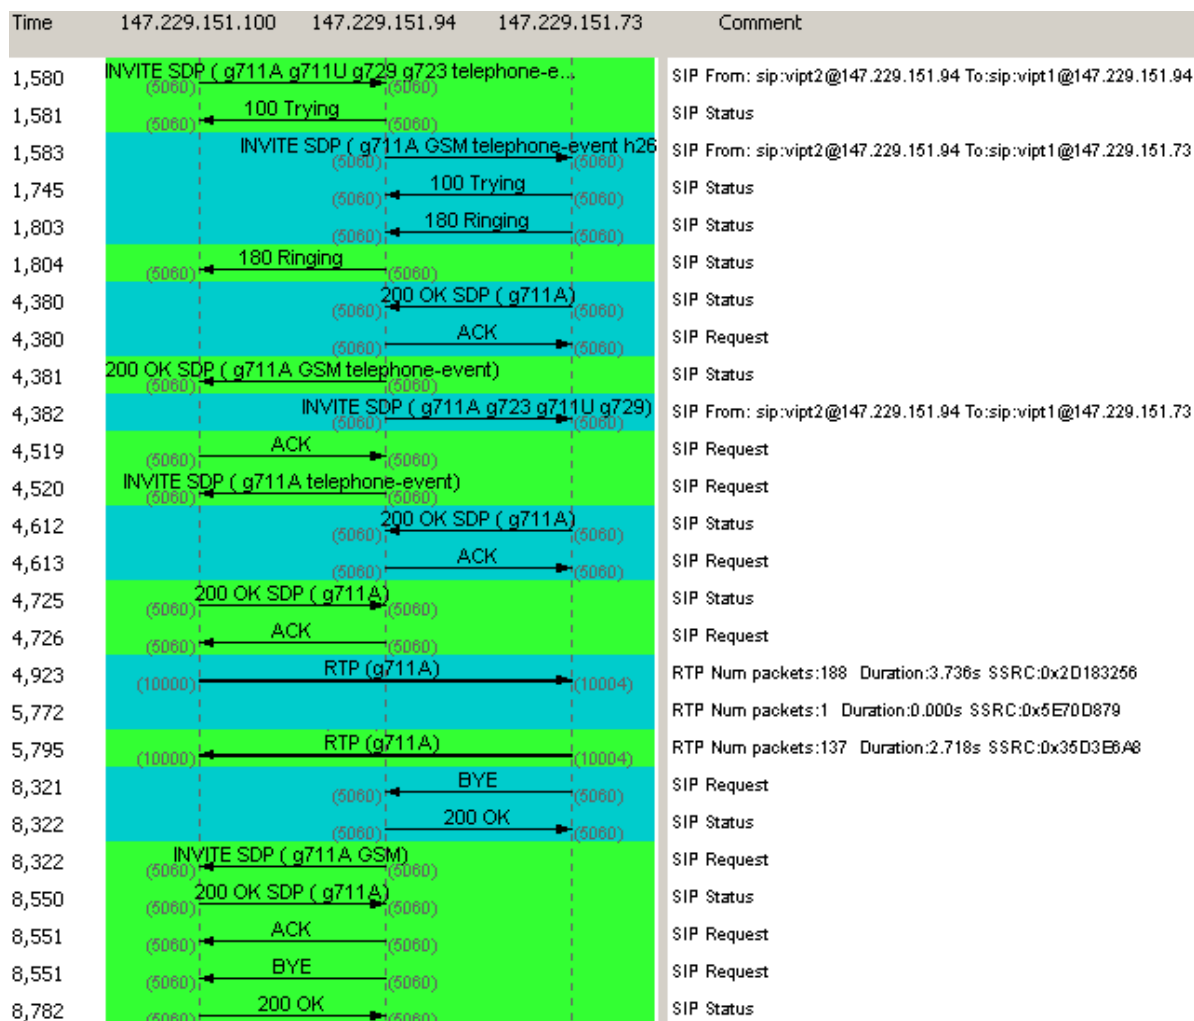 Time 147.229.151.100 147.229.151.94 147.229.151.73 Comment
1,580 INVITE SDP ( g711A g711U g729 g723 telephone-e... (5060) (5060) SIP From: sip:vipt2@147.229.151.94 To:sip:vipt1@147.229.151.94
1,581 100 Trying (5060) (5060) SIP Status
1,583 INVITE SDP ( g711A GSM telephone-event h26 (5060) (5060) SIP From: sip:vipt2@147.229.151.94 To:sip:vipt1@147.229.151.73
1,745 100 Trying (5060) (5060) SIP Status
1,803 180 Ringing (5060) (5060) SIP Status
1,804 180 Ringing (5060) (5060) SIP Status
4,380 200 OK SDP ( g711A) (5060) (5060) SIP Status
4,380 ACK (5060) (5060) SIP Request
4,381 200 OK SDP ( g711A GSM telephone-event) (5060) (5060) SIP Status
4,382 INVITE SDP ( g711A g723 g711U g729) (5060) (5060) SIP From: sip:vipt2@147.229.151.94 To:sip:vipt1@147.229.151.73
4,519 ACK (5060) (5060) SIP Request
4,520 INVITE SDP ( g711A telephone-event) (5060) (5060) SIP Request
4,612 200 OK SDP ( g711A) (5060) (5060) SIP Status
4,613 ACK (5060) (5060) SIP Request
4,725 200 OK SDP ( g711A) (5060) (5060) SIP Status
4,726 ACK (5060) (5060) SIP Request
4,923 RTP (g711A) (10000) (10004) RTP Num packets:188 Duration:3.736s SSRC:0x2D183256
5,772 RTP Num packets:1 Duration:0.000s SSRC:0x5E70D879
5,795 RTP (g711A) (10000) (10004) RTP Num packets:137 Duration:2.718s SSRC:0x35D3E6A8
8,321 BYE (5060) (5060) SIP Request
8,322 200 OK (5060) (5060) SIP Status
8,322 INVITE SDP ( g711A GSM) (5060) (5060) SIP Request
8,550 200 OK SDP ( g711A) (5060) (5060) SIP Status
8,551 ACK (5060) (5060) SIP Request
8,551 BYE (5060) (5060) SIP Request
8,782 200 OK (5060) (5060) SIP Status